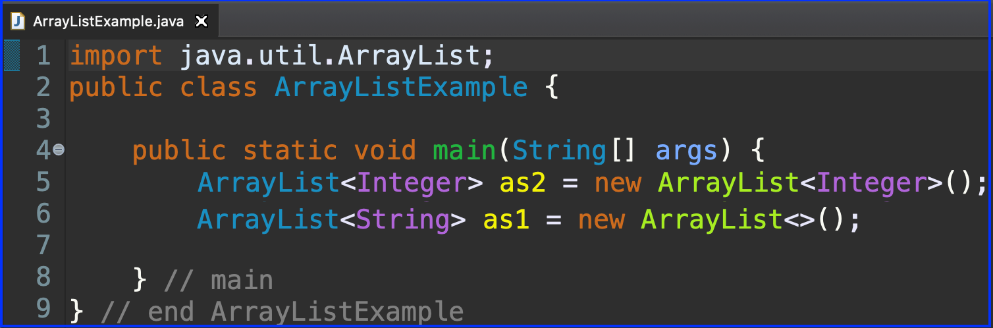 ArrayListExample.java
1 import java.util.ArrayList;
2 public class ArrayListExample {
3
4 public static void main(String[] args) {
5 ArrayList<Integer> as2 = new ArrayList<Integer>();
6 ArrayList<String> as1 = new ArrayList<>();
7
8 } // main
9 } // end ArrayListExample